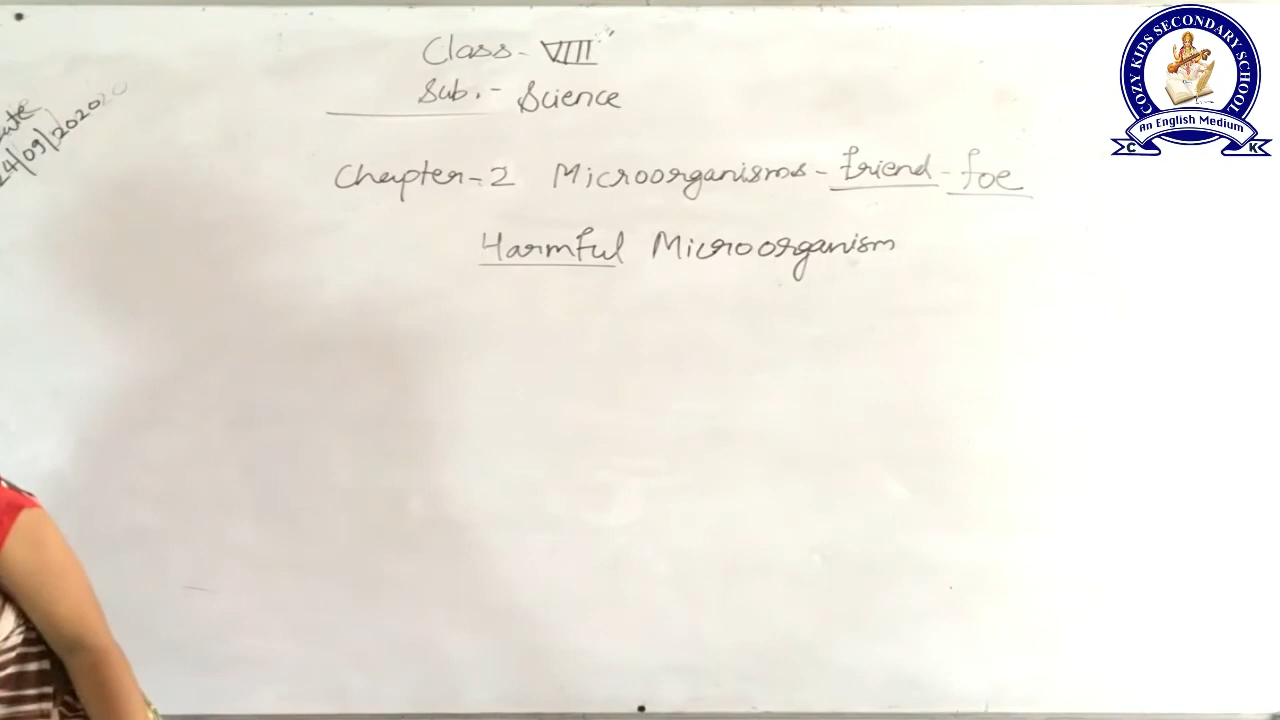 Class - VIII
Sub. - Science
24/09/2020 20
Chapter - 2 Microorganisms - friend - foe
Harmful Microorganism
COZY KIDS SECONDARY SCHOOL
An English Medium
C K